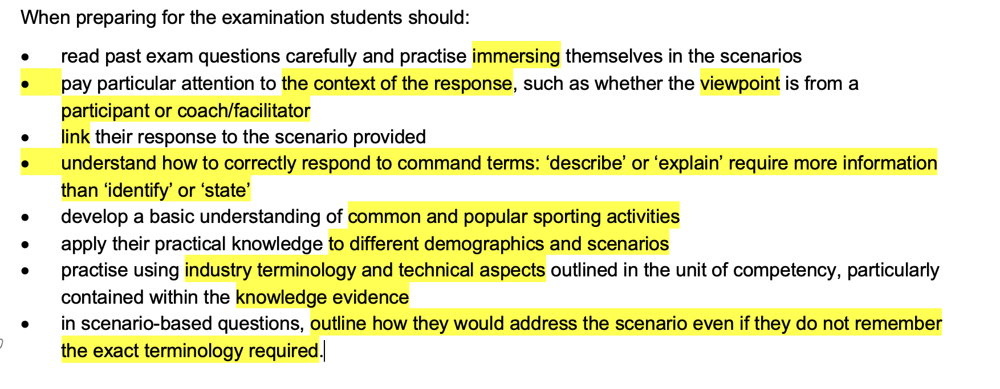 When preparing for the examination students should:
• read past exam questions carefully and practise immersing themselves in the scenarios
• pay particular attention to the context of the response, such as whether the viewpoint is from a
participant or coach/facilitator
• link their response to the scenario provided
• understand how to correctly respond to command terms: ‘describe’ or ‘explain’ require more information
than ‘identify’ or ‘state’
• develop a basic understanding of common and popular sporting activities
• apply their practical knowledge to different demographics and scenarios
• practise using industry terminology and technical aspects outlined in the unit of competency, particularly
contained within the knowledge evidence
• in scenario-based questions, outline how they would address the scenario even if they do not remember
the exact terminology required.